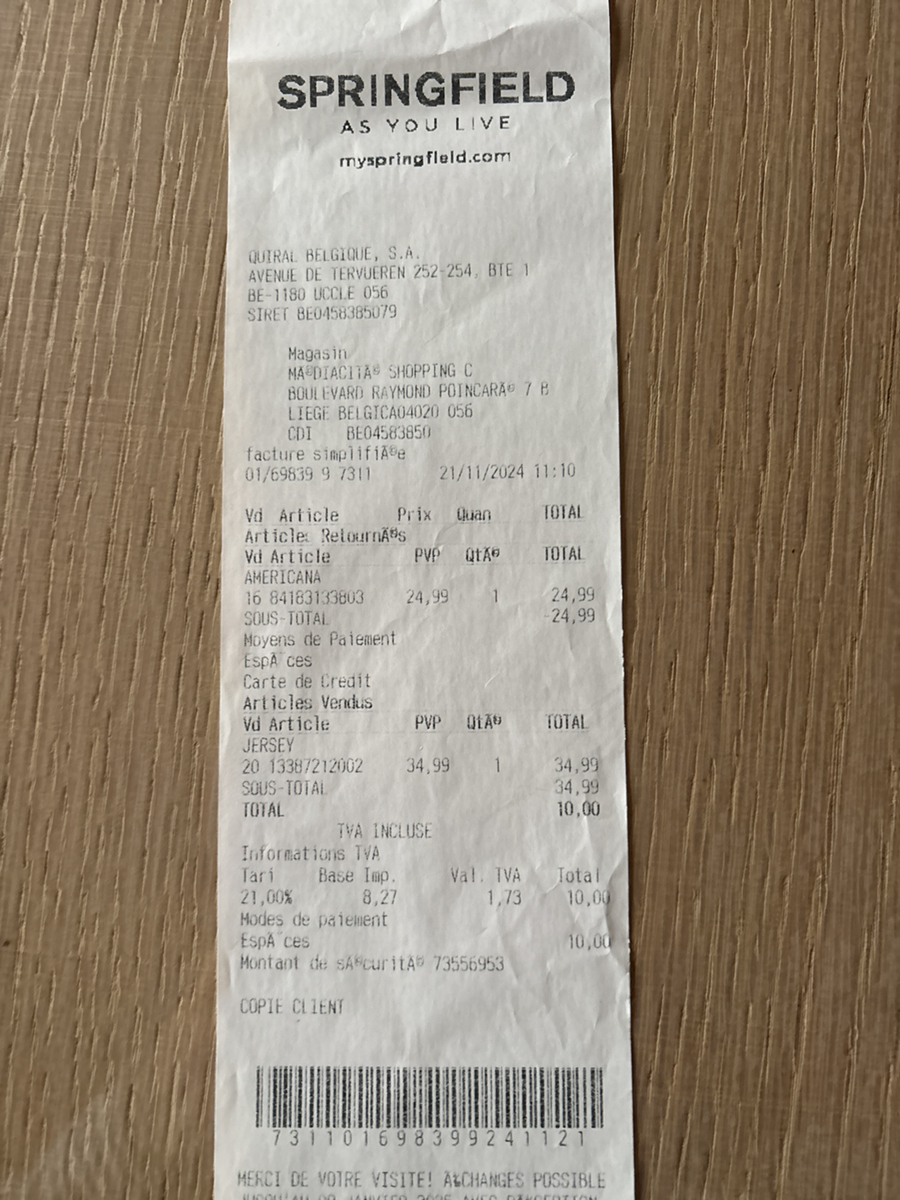 SPRINGFIELD
AS YOU LIVE
myspringfield.com
QUIRAL BELGIQUE, S.A.
AVENUE DE TERVUEREN 252-254, BTE 1
BE-1180 UCCLE 056
SIRET BE0458385079
Magasin
MÃ©DIACITÃ© SHOPPING C
BOULEVARD RAYMOND POINCARÃ© 7 B
LIEGE BELGICA04020 056
CDI BE04583850
facture simplifiÃ©e
01/69839 9 7311 21/11/2024 11:10
Vd Article Prix Quan TOTAL
Articles RetournÃ©s
Vd Article PVP QtÃ© TOTAL
AMERICANA
16 84183133803 24,99 1 24,99
SOUS-TOTAL -24,99
Moyens de Paiement
EspÃ¨ces
Carte de Credit
Articles Vendus
Vd Article PVP QtÃ© TOTAL
JERSEY
20 13387212002 34,99 1 34,99
SOUS-TOTAL 34,99
TOTAL 10,00
TVA INCLUSE
Informations TVA
Tari Base Imp. Val. TVA Total
21,00% 8,27 1,73 10,00
Modes de paiement
EspÃ¨ces 10,00
Montant de sÃ©curitÃ© 73556953
COPIE CLIENT
731101698399241121
MERCI DE VOTRE VISITE! Ã‰CHANGES POSSIBLE